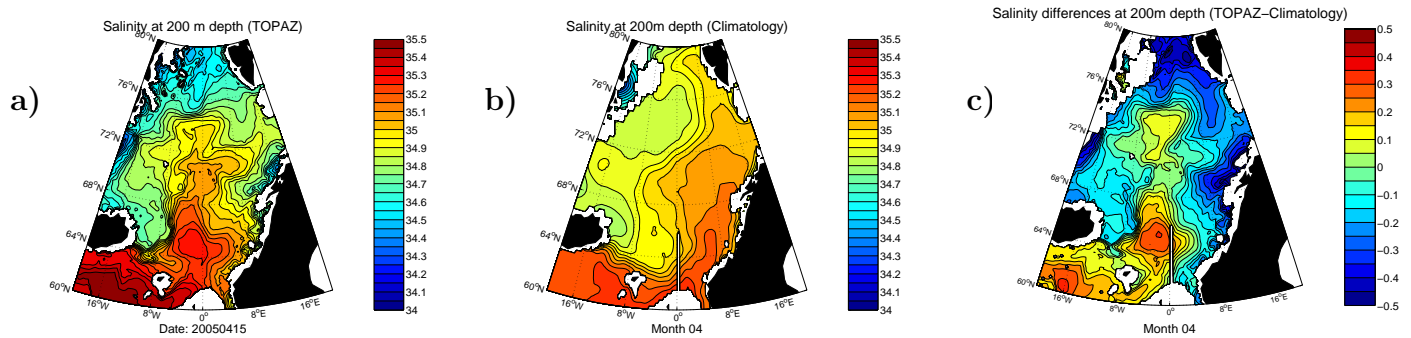 a)
Salinity at 200 m depth (TOPAZ)
80°N
76°N
72°N
68°N
64°N
60°N
16°W
8°W
0°
8°E
16°E
Date: 20050415
35.5
35.4
35.3
35.2
35.1
35
34.9
34.8
34.7
34.6
34.5
34.4
34.3
34.2
34.1
34
b)
Salinity at 200m depth (Climatology)
80°N
76°N
72°N
68°N
64°N
60°N
16°W
8°W
0°
8°E
16°E
Month 04
35.5
35.4
35.3
35.2
35.1
35
34.9
34.8
34.7
34.6
34.5
34.4
34.3
34.2
34.1
34
c)
Salinity differences at 200m depth (TOPAZ−Climatology)
80°N
76°N
72°N
68°N
64°N
60°N
16°W
8°W
0°
8°E
16°E
Month 04
0.5
0.4
0.3
0.2
0.1
0
−0.1
−0.2
−0.3
−0.4
−0.5